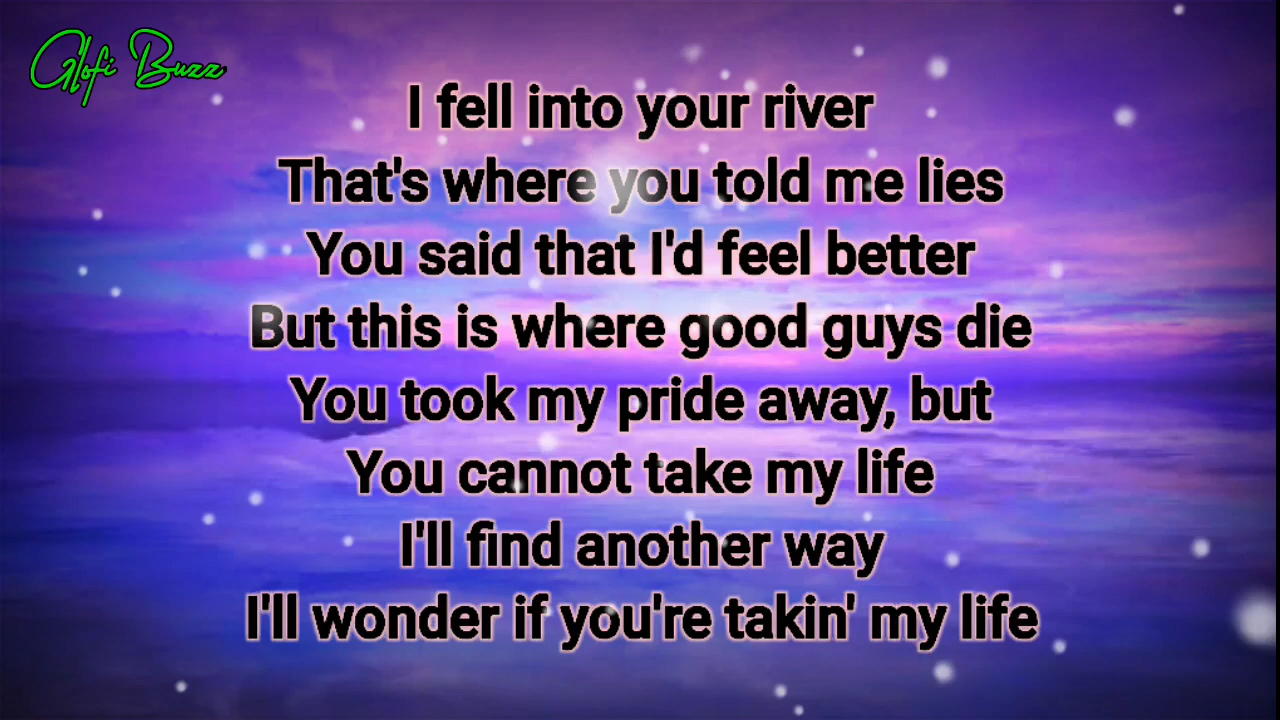 Glofi Buzz
I fell into your river
That's where you told me lies
You said that I'd feel better
But this is where good guys die
You took my pride away, but
You cannot take my life
I'll find another way
I'll wonder if you're takin' my life